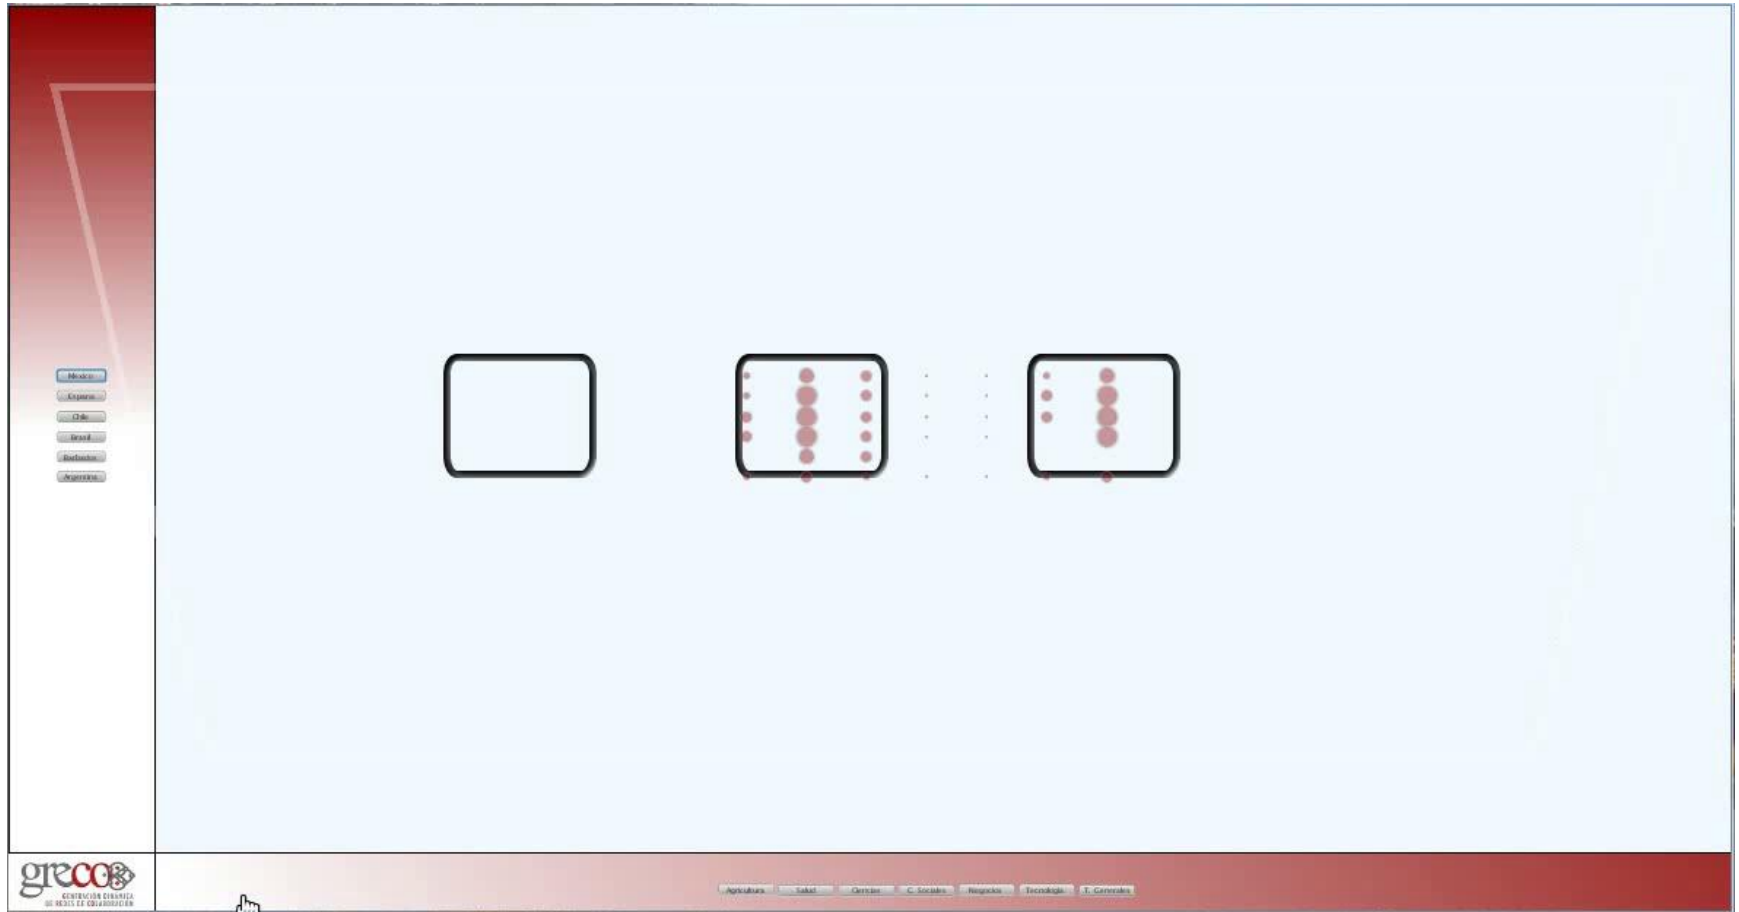 Mexico
Espana
Chile
Brasil
Barbados
Argentina
greco
GENERACIÓN DINÁMICA
DE REDES DE COLABORACIÓN
Agricultura Salud Ciencias C. Sociales Negocios Tecnología T. Generales